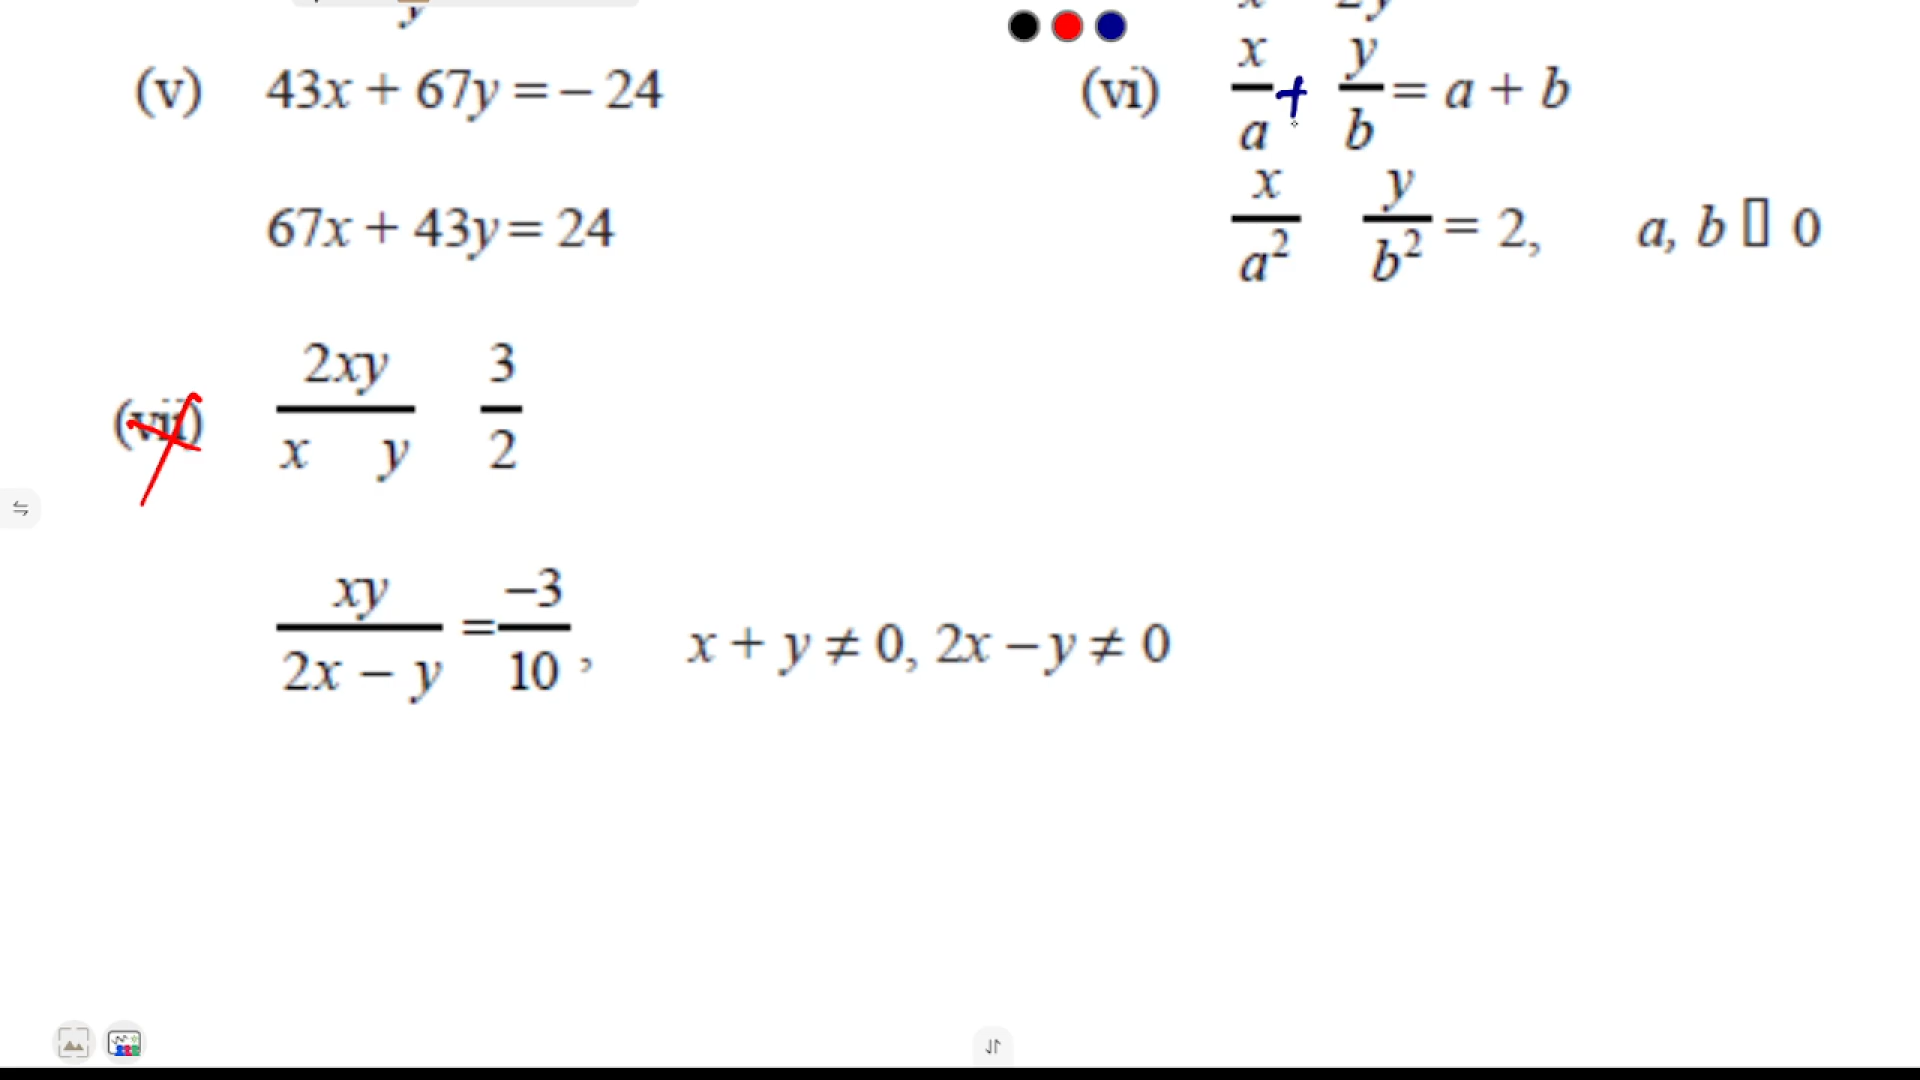 y
(v) 43x + 67y = – 24
67x + 43y = 24
(vi) x/a + y/b = a + b
x/a² y/b² = 2, a, b ▯ 0
(vii) 2xy/x y 3/2
xy/2x – y = –3/10, x + y ≠ 0, 2x – y ≠ 0